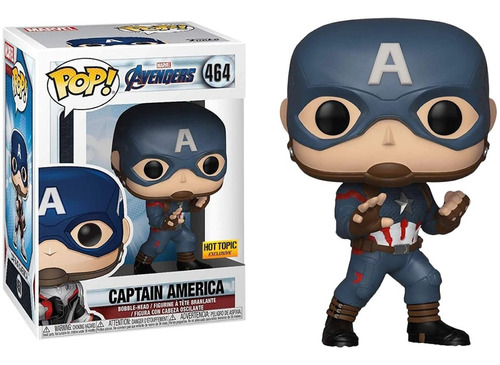 MARVEL
POP!
AVENGERS
464
A
A
HOT TOPIC
EXCLUSIVE
CAPTAIN AMERICA
BOBBLE-HEAD / FIGURINE À TÊTE BRANLANTE
/ FIGURA CON CABEZA OSCILANTE
A